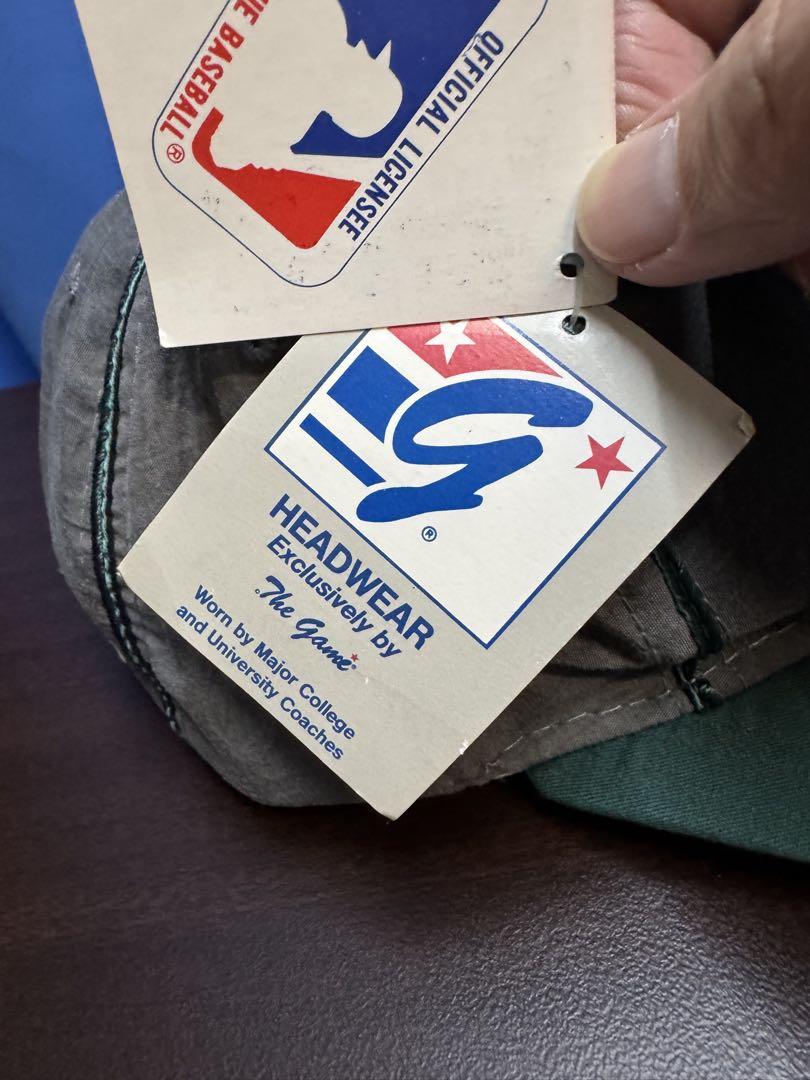 BASEBALL ®
OFFICIAL LICENSEE
G
®
HEADWEAR
Exclusively by
The Game
Worn by Major College
and University Coaches